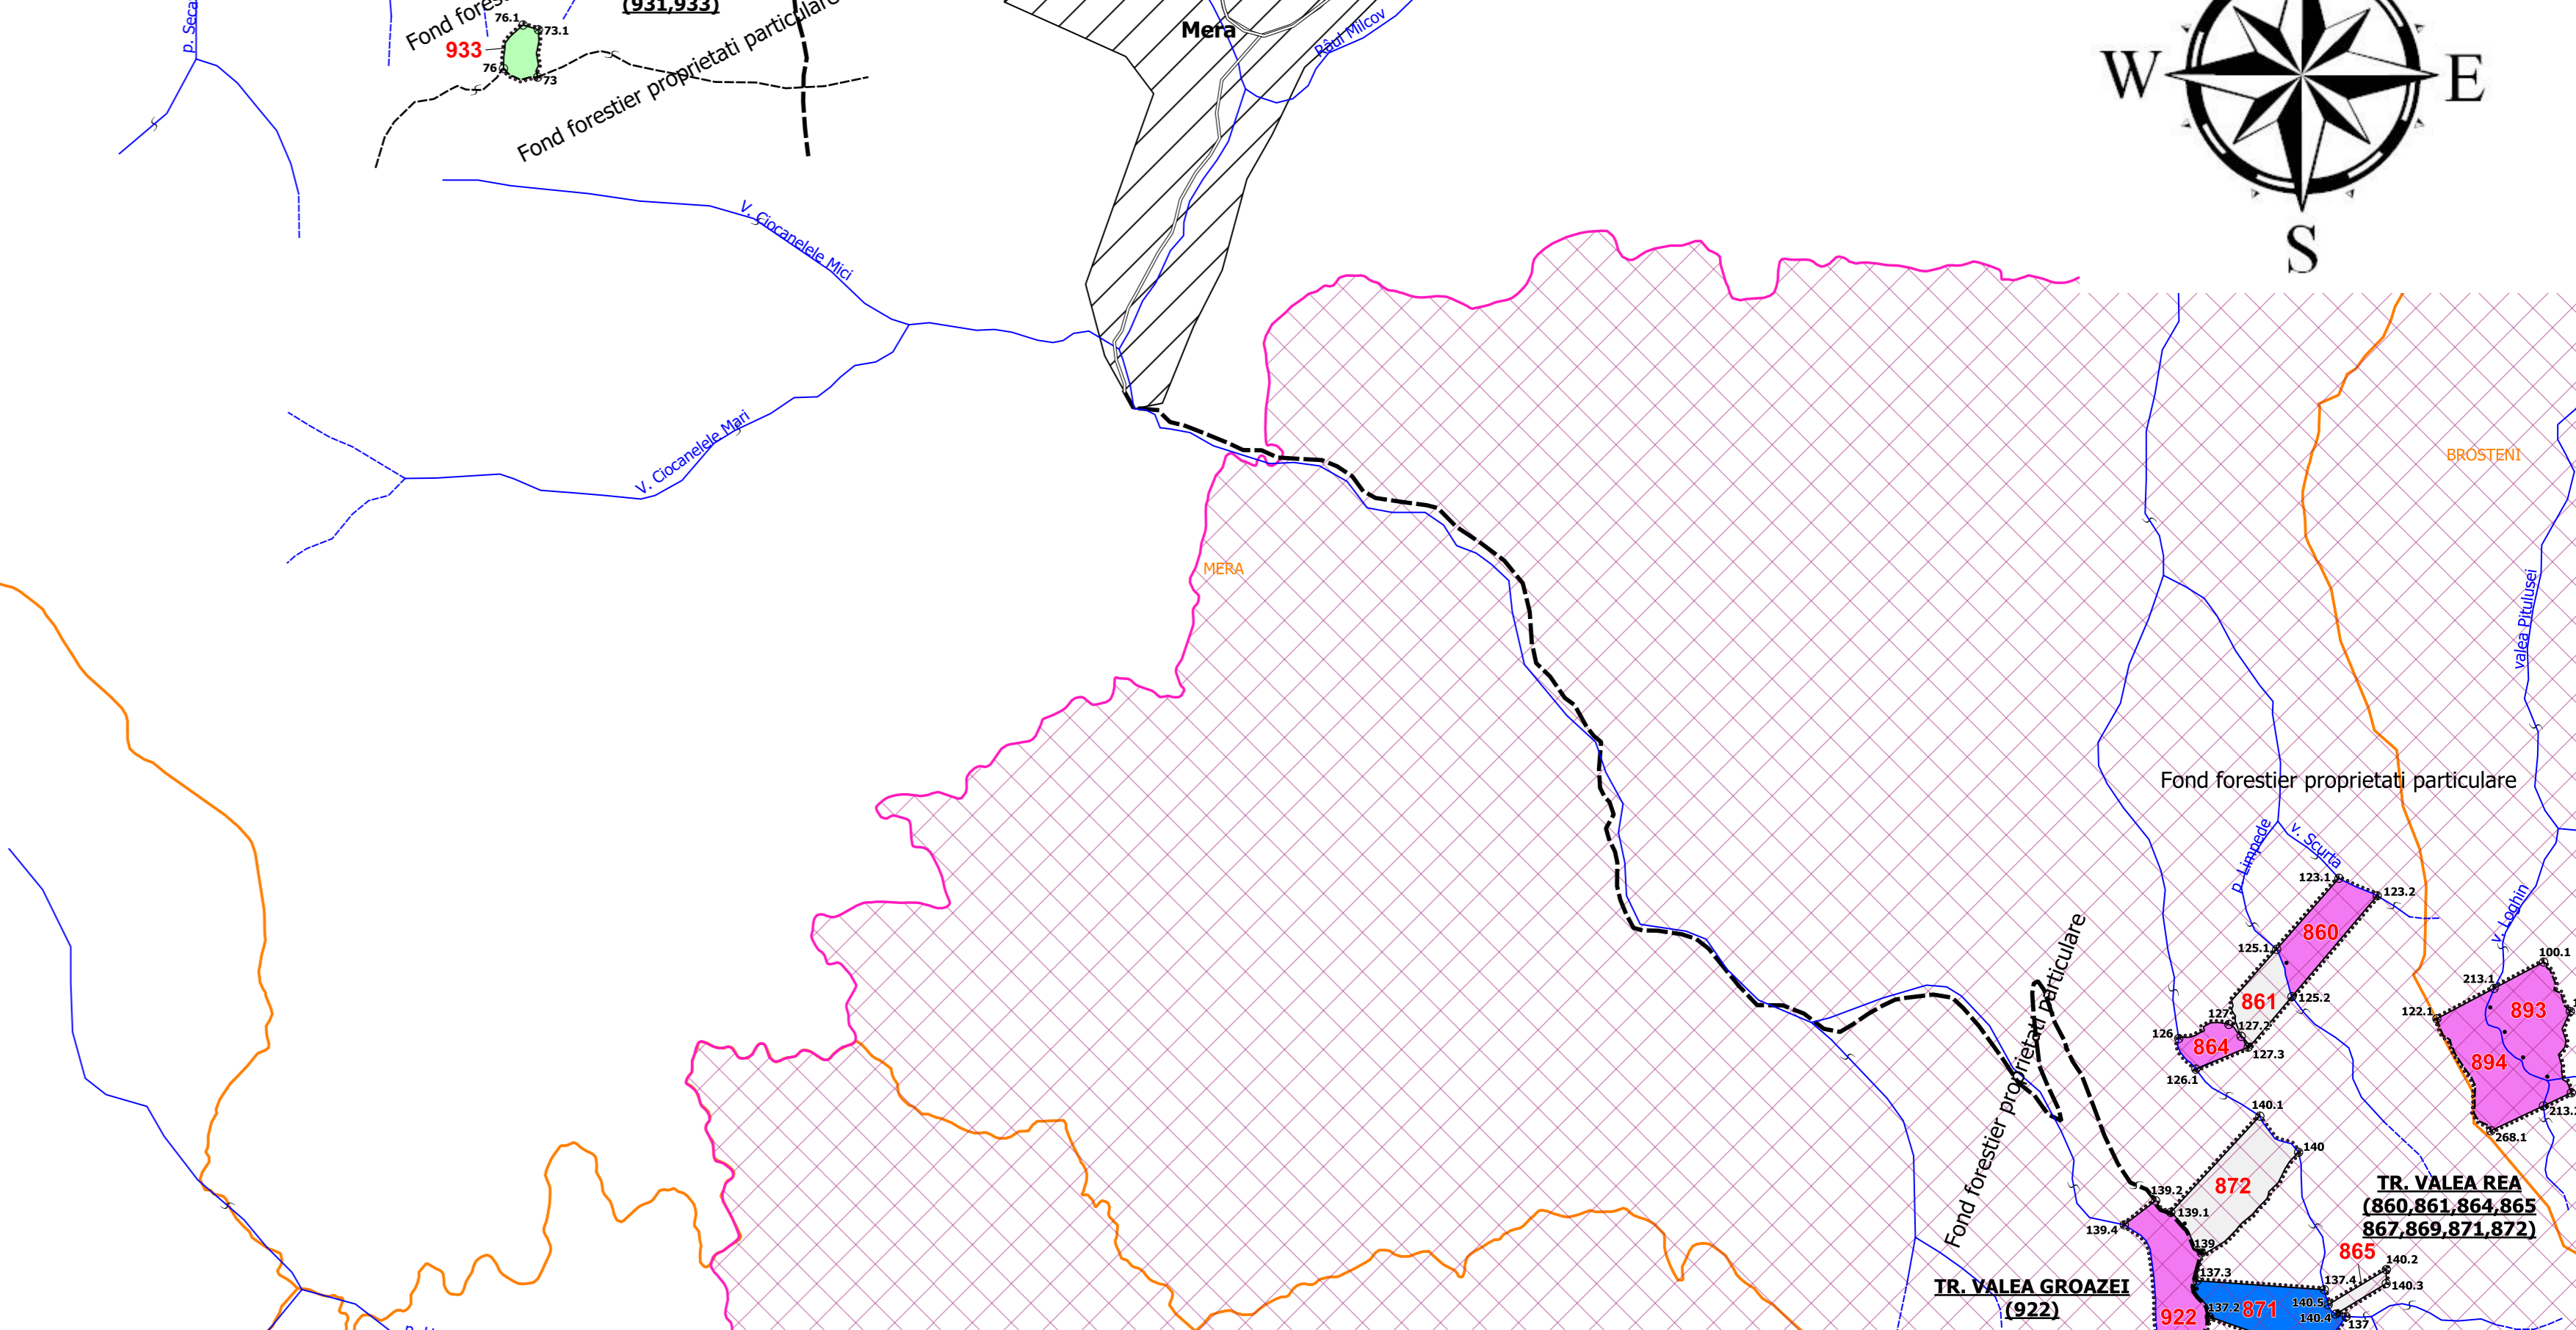 (931,933)
Fond
76.1
73.1
933
76
73
p.
Fond forestier proprietati particulare
Mera
Râul Milcov
W
E
S
V. Ciocanelele Mici
V. Ciocanelele Mari
MERA
BROSTENI
valea Pitulusei
Fond forestier proprietati particulare
p. Limpede
v. Scurta
123.1
123.2
860
v. Loghin
125.1
100.1
213.1
861
125.2
893
122.1
127
127.2
126
864
127.3
894
126.1
Fond forestier proprietati particulare
140.1
268.1
140
TR. VALEA REA
(860,861,864,865
867,869,871,872)
872
139.2
139.1
139.4
139
865
140.2
137.3
137.4
140.3
TR. VALEA GROAZEI
(922)
140.5
137.2
871
922
140.4
137